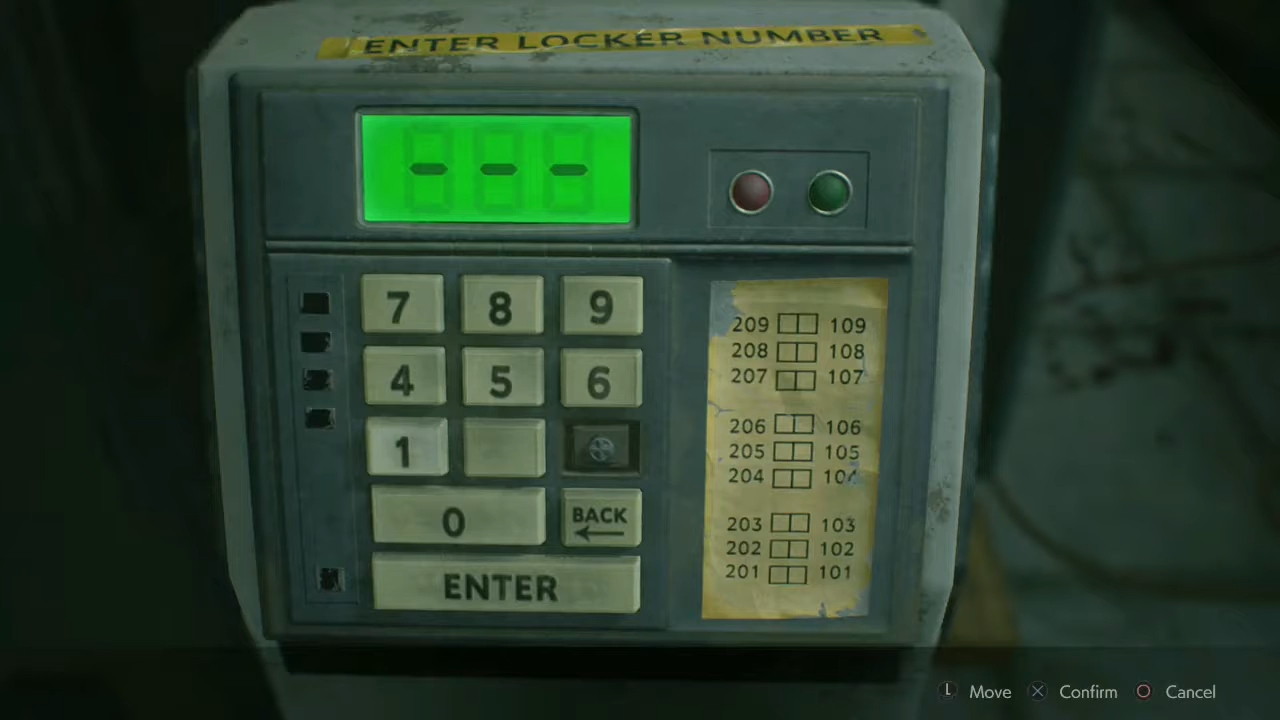 ENTER LOCKER NUMBER
- - -
7 8 9
4 5 6
1
0 BACK
ENTER
209 109
208 108
207 107
206 106
205 105
204 104
203 103
202 102
201 101
L Move X Confirm O Cancel